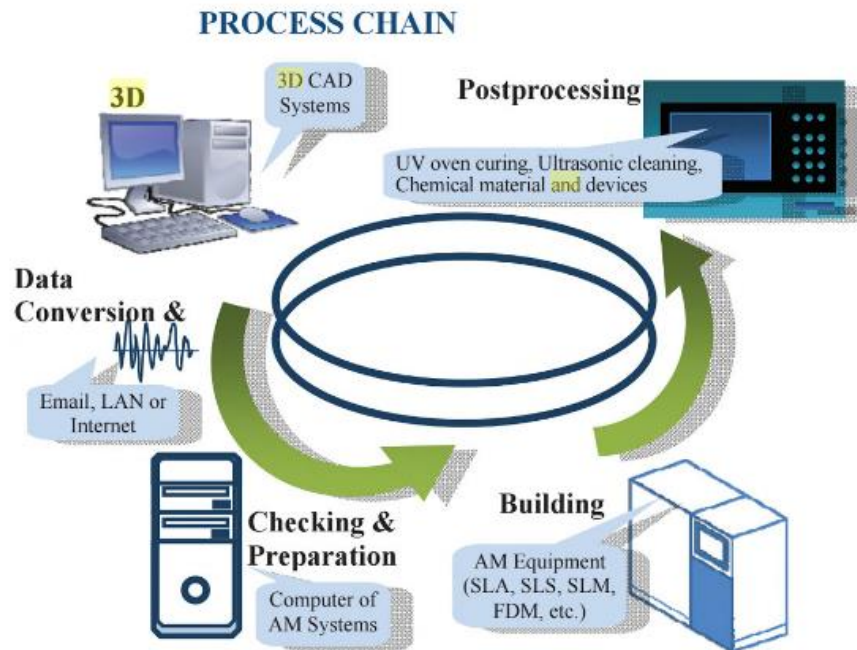 PROCESS CHAIN
3D
3D CAD
Systems
Data
Conversion &
Email, LAN or
Internet
Checking &
Preparation
Computer of
AM Systems
Building
AM Equipment
(SLA, SLS, SLM,
FDM, etc.)
Postprocessing
UV oven curing, Ultrasonic cleaning,
Chemical material and devices